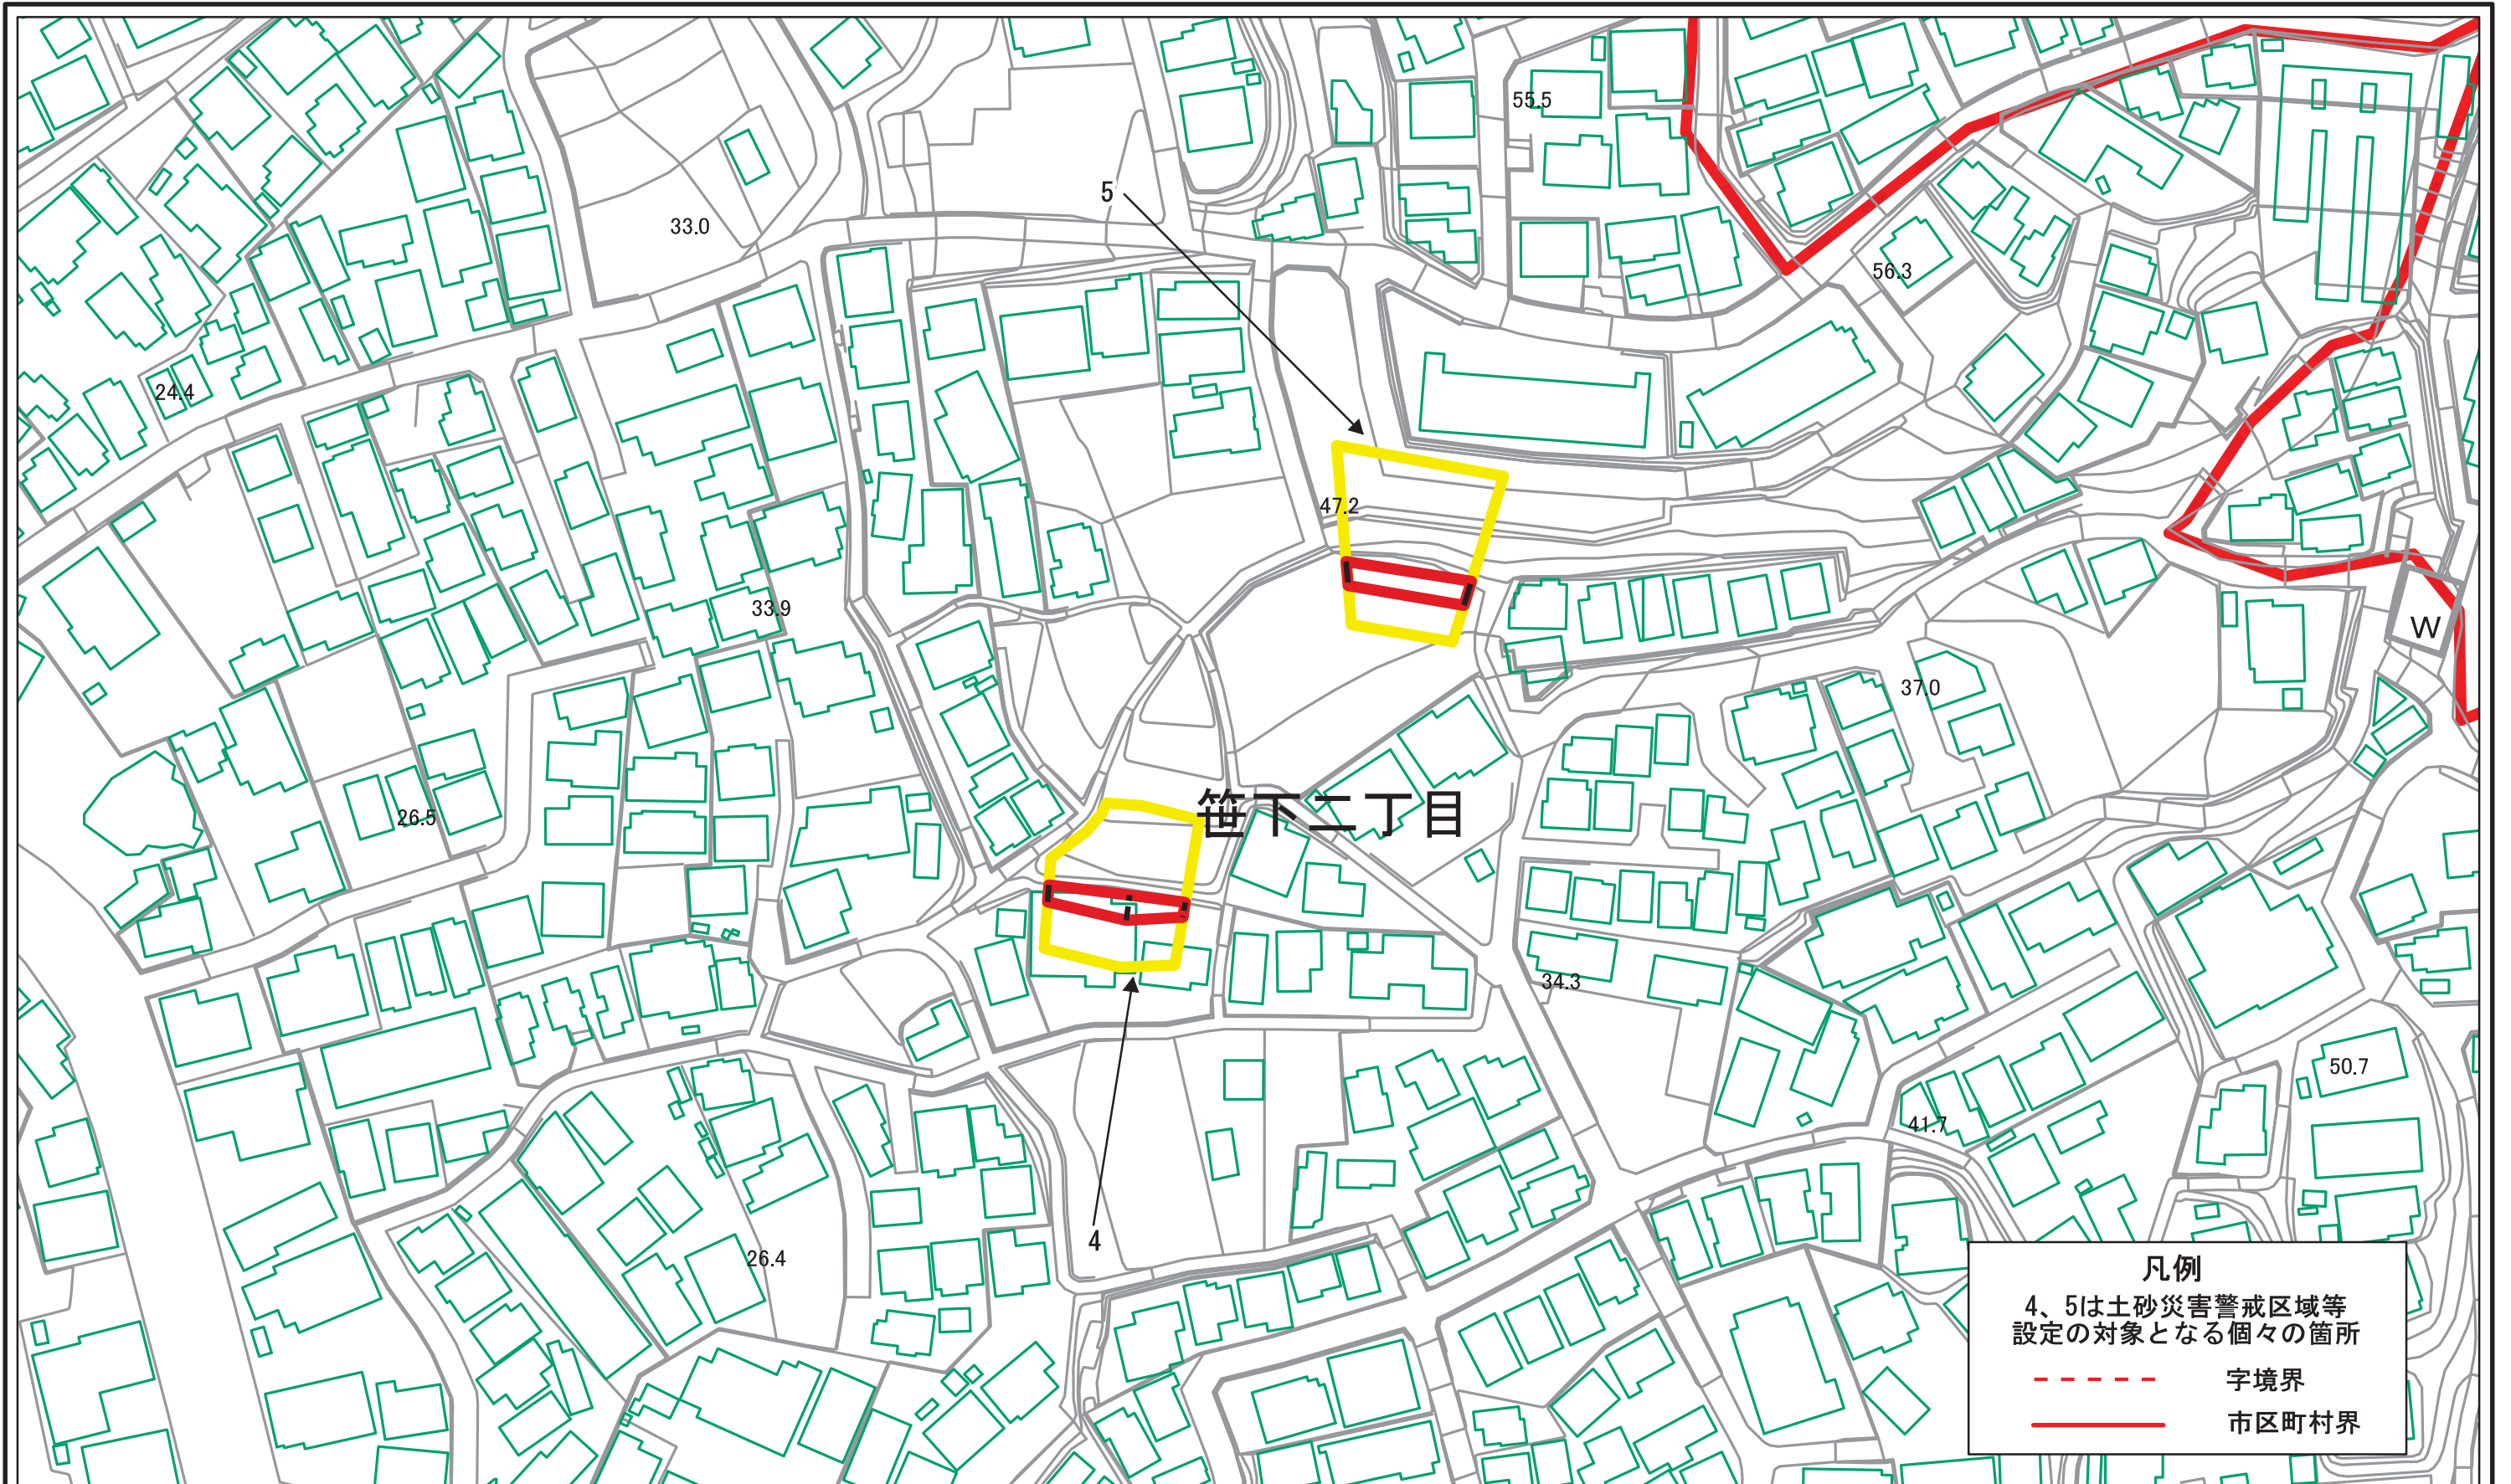 55.5
5
33.0
56.3
24.4
47.2
33.9
W
37.0
笹下二丁目
26.5
34.3
50.7
41.7
4
26.4
凡例
4、5は土砂災害警戒区域等
設定の対象となる個々の箇所
字境界
市区町村界